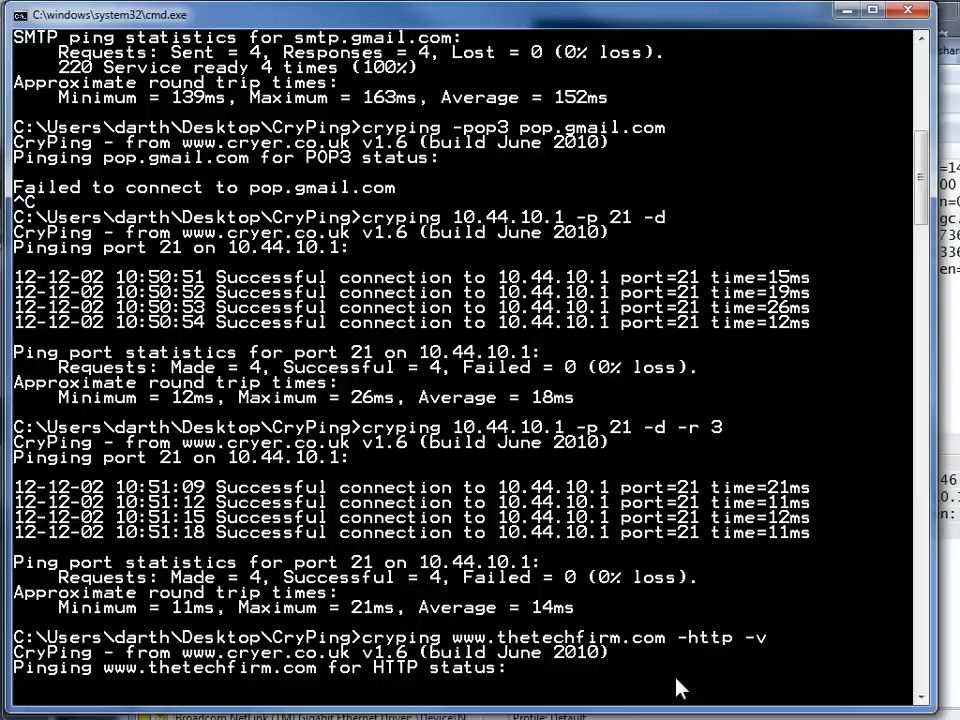 C:\windows\system32\cmd.exe
SMTP ping statistics for smtp.gmail.com:
    Requests: Sent = 4, Responses = 4, Lost = 0 (0% loss).
    220 Service ready 4 times (100%)
Approximate round trip times:
    Minimum = 139ms, Maximum = 163ms, Average = 152ms
C:\Users\darth\Desktop\CryPing>cryping -pop3 pop.gmail.com
CryPing - from www.cryer.co.uk v1.6 (build June 2010)
Pinging pop.gmail.com for POP3 status:
Failed to connect to pop.gmail.com
^C
C:\Users\darth\Desktop\CryPing>cryping 10.44.10.1 -p 21 -d
CryPing - from www.cryer.co.uk v1.6 (build June 2010)
Pinging port 21 on 10.44.10.1:
12-12-02 10:50:51 Successful connection to 10.44.10.1 port=21 time=15ms
12-12-02 10:50:52 Successful connection to 10.44.10.1 port=21 time=19ms
12-12-02 10:50:53 Successful connection to 10.44.10.1 port=21 time=26ms
12-12-02 10:50:54 Successful connection to 10.44.10.1 port=21 time=12ms
Ping port statistics for port 21 on 10.44.10.1:
    Requests: Made = 4, Successful = 4, Failed = 0 (0% loss).
Approximate round trip times:
    Minimum = 12ms, Maximum = 26ms, Average = 18ms
C:\Users\darth\Desktop\CryPing>cryping 10.44.10.1 -p 21 -d -r 3
CryPing - from www.cryer.co.uk v1.6 (build June 2010)
Pinging port 21 on 10.44.10.1:
12-12-02 10:51:09 Successful connection to 10.44.10.1 port=21 time=21ms
12-12-02 10:51:12 Successful connection to 10.44.10.1 port=21 time=11ms
12-12-02 10:51:15 Successful connection to 10.44.10.1 port=21 time=12ms
12-12-02 10:51:18 Successful connection to 10.44.10.1 port=21 time=11ms
Ping port statistics for port 21 on 10.44.10.1:
    Requests: Made = 4, Successful = 4, Failed = 0 (0% loss).
Approximate round trip times:
    Minimum = 11ms, Maximum = 21ms, Average = 14ms
C:\Users\darth\Desktop\CryPing>cryping www.thetechfirm.com -http -v
CryPing - from www.cryer.co.uk v1.6 (build June 2010)
Pinging www.thetechfirm.com for HTTP status:
Broadcom NetLink (TM) Gigabit Ethernet Driver: \Device\N
Profile: Default